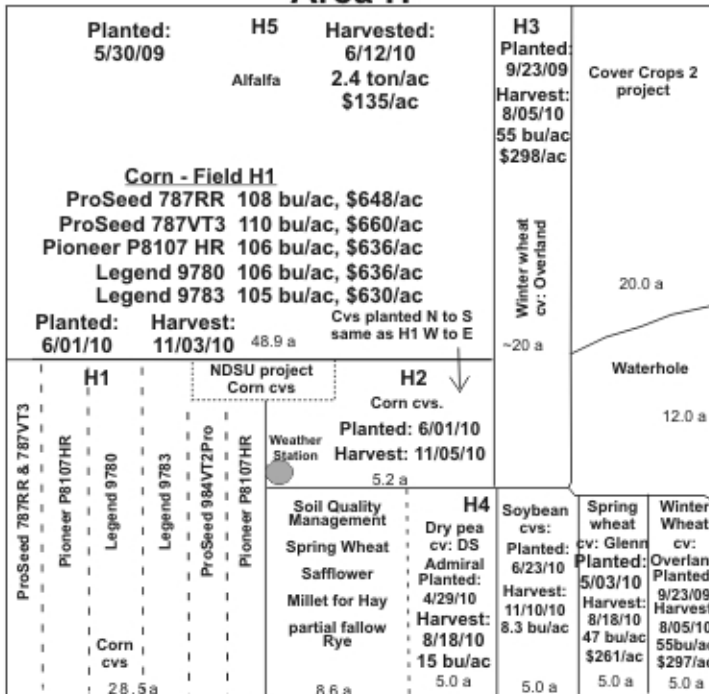 Planted:
5/30/09
H5
Alfalfa
Harvested:
6/12/10
2.4 ton/ac
$135/ac
Corn - Field H1
ProSeed 787RR 108 bu/ac, $648/ac
ProSeed 787VT3 110 bu/ac, $660/ac
Pioneer P8107 HR 106 bu/ac, $636/ac
Legend 9780 106 bu/ac, $636/ac
Legend 9783 105 bu/ac, $630/ac
Planted:
6/01/10
Harvest:
11/03/10
48.9 a
Cvs planted N to S
same as H1 W to E
H3
Planted:
9/23/09
Harvest:
8/05/10
55 bu/ac
$298/ac
Winter wheat
cv: Overland
~20 a
Cover Crops 2
project
20.0 a
Waterhole
12.0 a
H1
ProSeed 787RR & 787VT3
Pioneer P8107HR
Legend 9780
Legend 9783
ProSeed 984VT2Pro
Pioneer P8107HR
Corn
cvs
28.5a
NDSU project
Corn cvs
H2
Corn cvs.
Planted: 6/01/10
Harvest: 11/05/10
5.2 a
Weather
Station
Soil Quality
Management
Spring Wheat
Safflower
Millet for Hay
partial fallow
Rye
8.6 a
H4
Dry pea
cv: DS
Admiral
Planted:
4/29/10
Harvest:
8/18/10
15 bu/ac
5.0 a
Soybean
cvs:
Planted:
6/23/10
Harvest:
11/10/10
8.3 bu/ac
5.0 a
Spring
wheat
cv: Glenn
Planted:
5/03/10
Harvest:
8/18/10
47 bu/ac
$261/ac
5.0 a
Winter
Wheat
cv:
Overlan
Planted
9/23/09
Harvest
8/05/10
55bu/ac
$297/ac
5.0 a